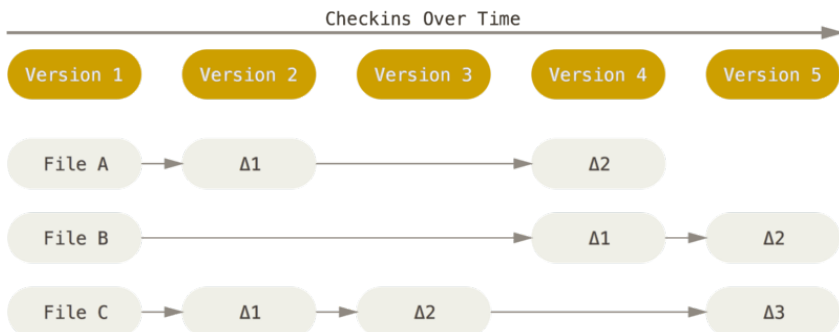 Checkins Over Time
Version 1 Version 2 Version 3 Version 4 Version 5
File A Δ1 Δ2
File B Δ1 Δ2
File C Δ1 Δ2 Δ3